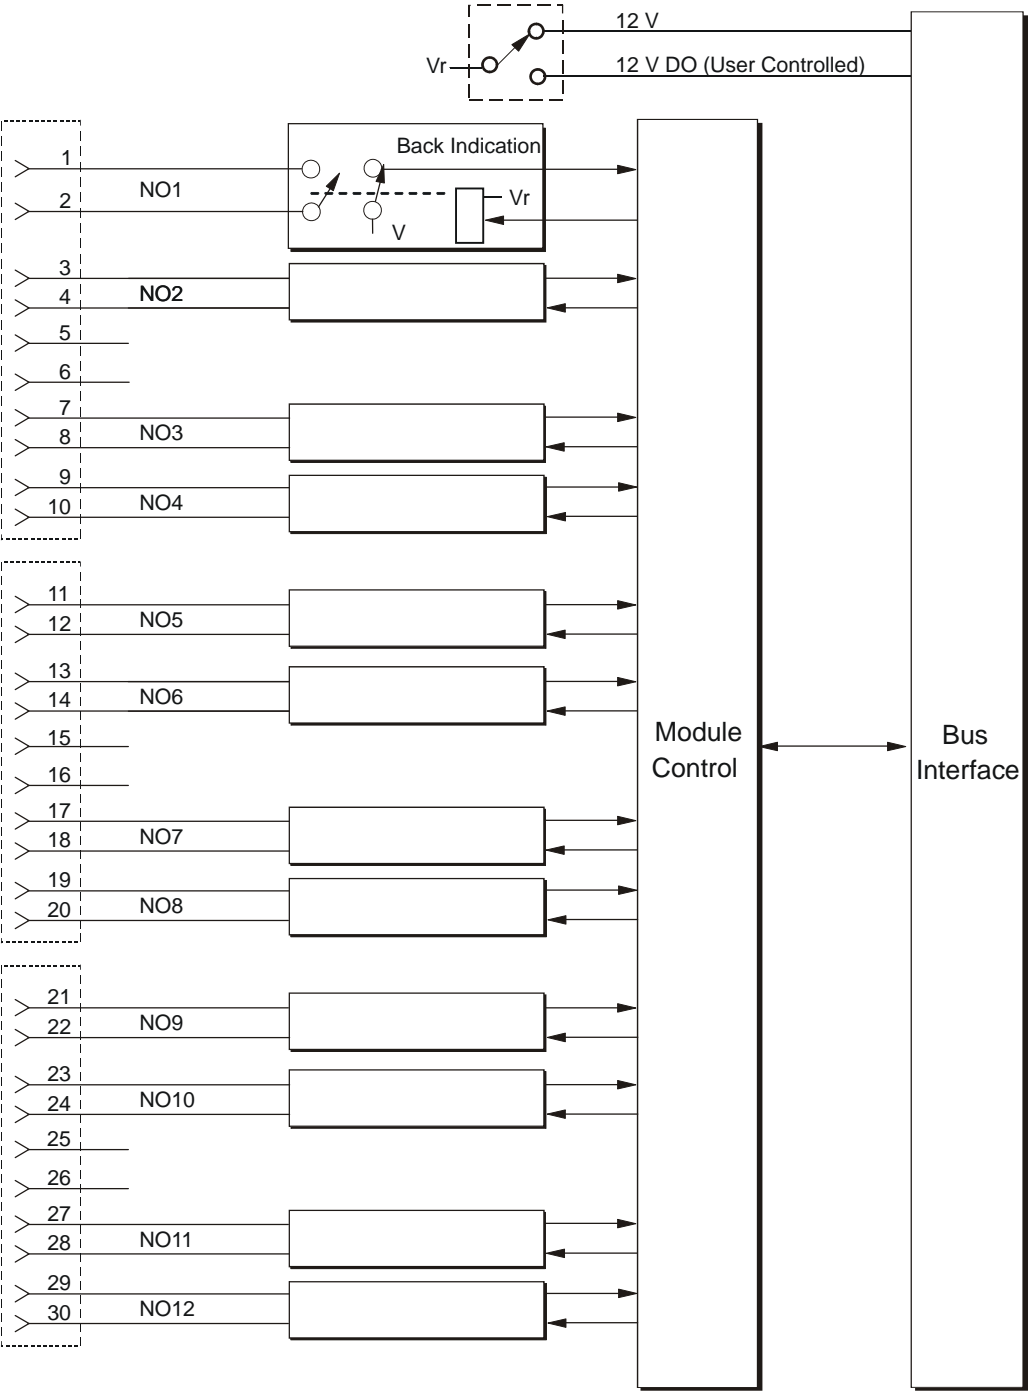 12 V
Vr
12 V DO (User Controlled)
Back Indication
1
NO1
2
Vr
V
3
NO2
4
5
6
7
NO3
8
9
NO4
10
11
NO5
12
13
NO6
14
15
16
17
NO7
18
19
NO8
20
21
NO9
22
23
NO10
24
25
26
27
NO11
28
29
NO12
30
Module
Control
Bus
Interface